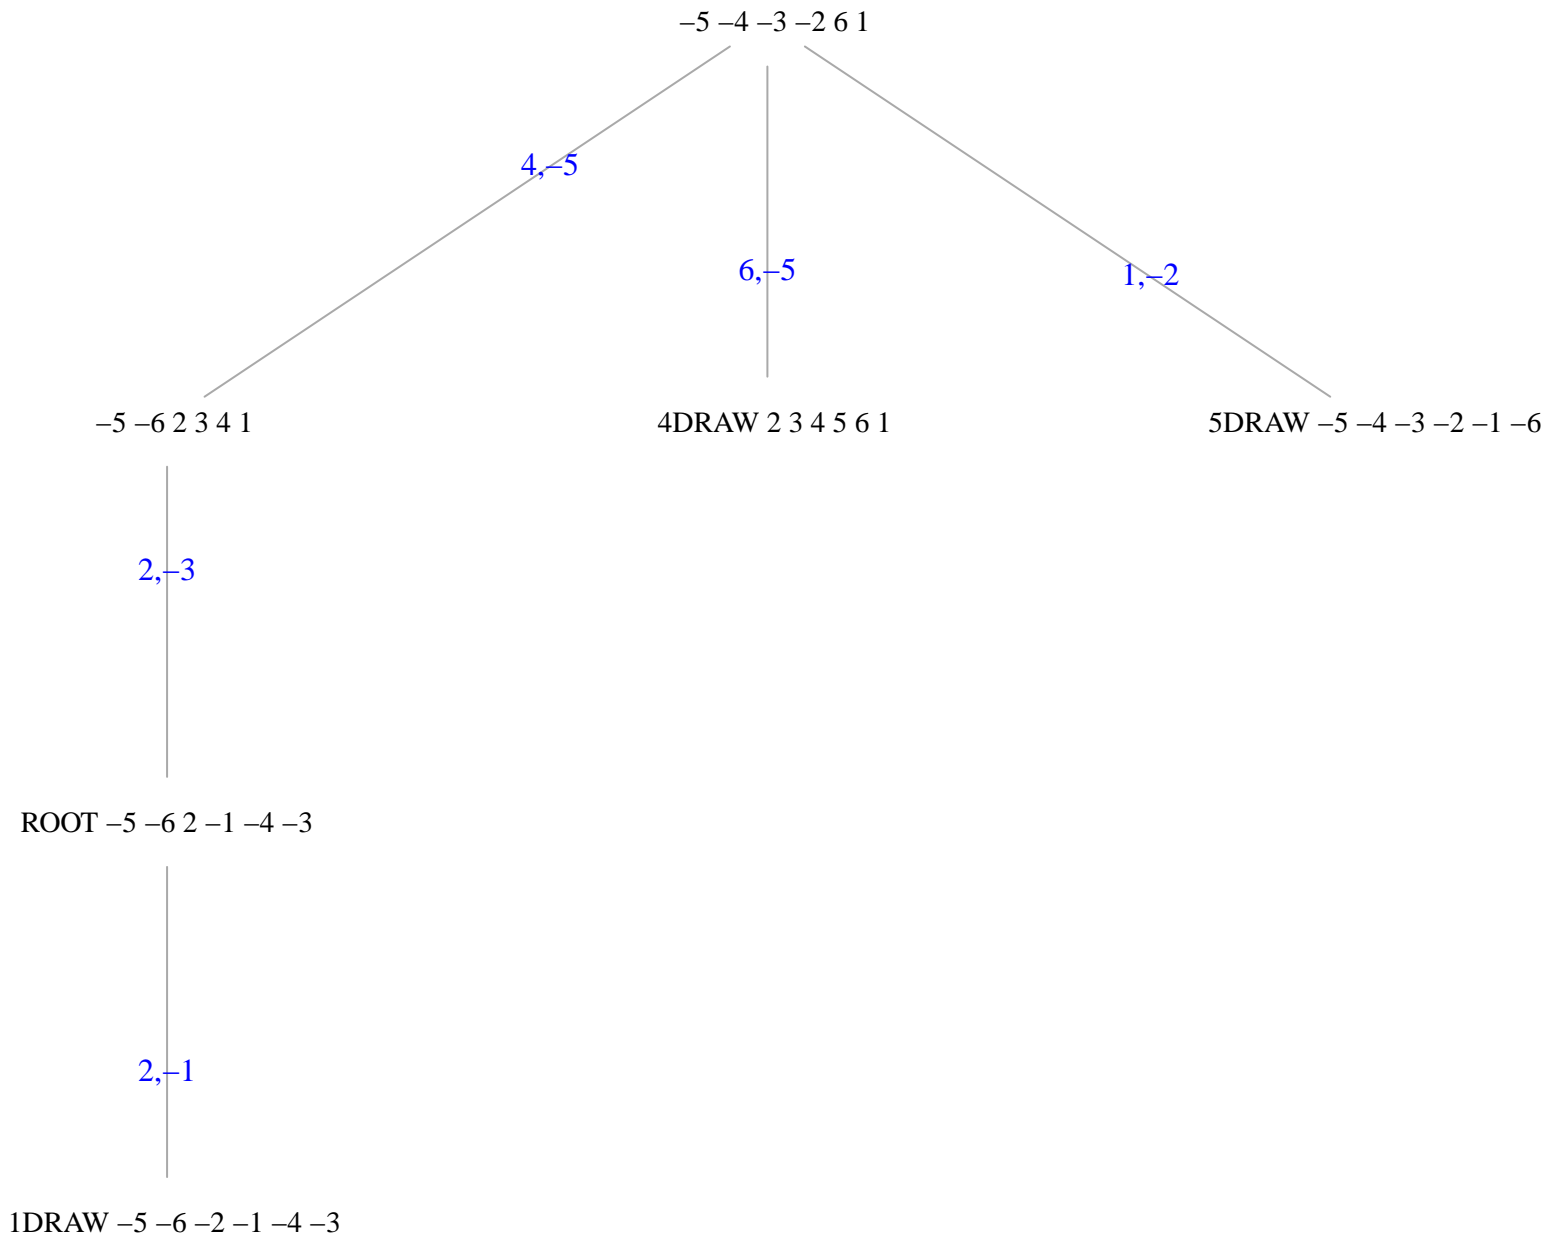 –5 –4 –3 –2 6 1
4,–5
6,–5
1,–2
–5 –6 2 3 4 1
4DRAW 2 3 4 5 6 1
5DRAW –5 –4 –3 –2 –1 –6
2,–3
ROOT –5 –6 2 –1 –4 –3
2,–1
1DRAW –5 –6 –2 –1 –4 –3